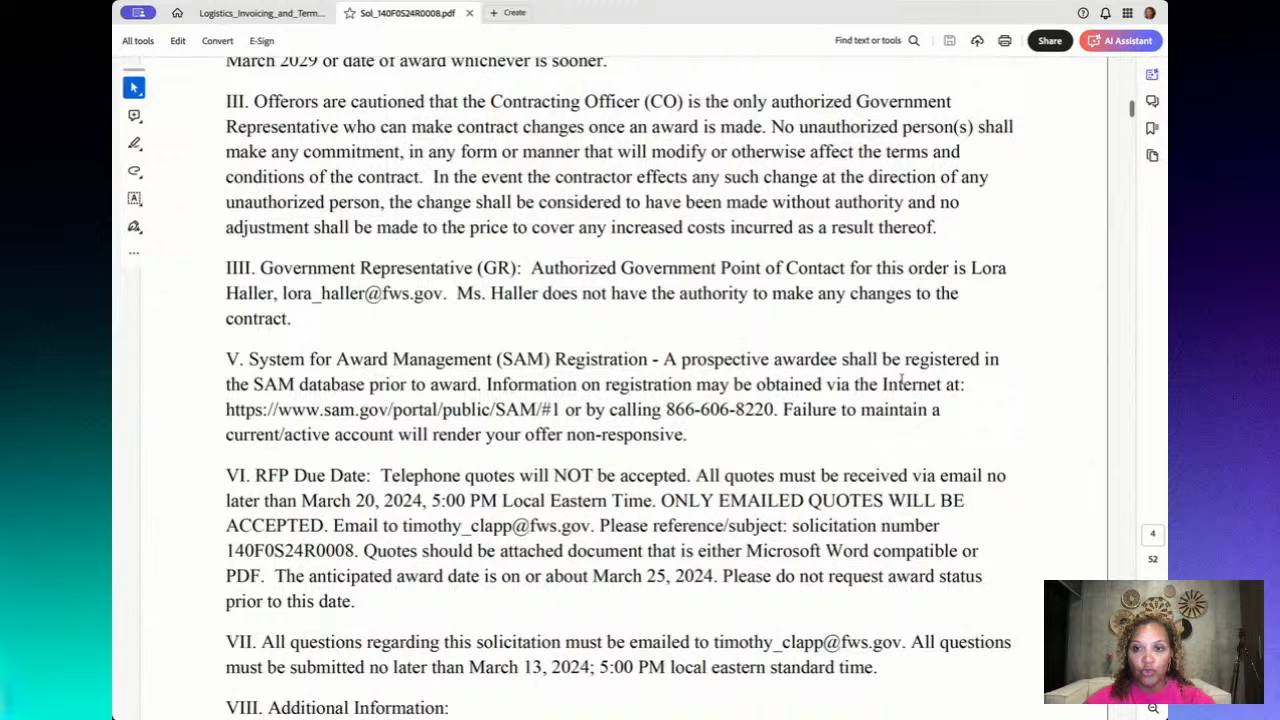 Logistics_Invoicing_and_Term...
Sol_140F0S24R0008.pdf
Create
All tools
Edit
Convert
E-Sign
Find text or tools
Share
AI Assistant
March 2029 or date of award whichever is sooner.
III. Offerors are cautioned that the Contracting Officer (CO) is the only authorized Government
Representative who can make contract changes once an award is made. No unauthorized person(s) shall
make any commitment, in any form or manner that will modify or otherwise affect the terms and
conditions of the contract. In the event the contractor effects any such change at the direction of any
unauthorized person, the change shall be considered to have been made without authority and no
adjustment shall be made to the price to cover any increased costs incurred as a result thereof.
IIII. Government Representative (GR): Authorized Government Point of Contact for this order is Lora
Haller, lora_haller@fws.gov. Ms. Haller does not have the authority to make any changes to the
contract.
V. System for Award Management (SAM) Registration - A prospective awardee shall be registered in
the SAM database prior to award. Information on registration may be obtained via the Internet at:
https://www.sam.gov/portal/public/SAM/#1 or by calling 866-606-8220. Failure to maintain a
current/active account will render your offer non-responsive.
VI. RFP Due Date: Telephone quotes will NOT be accepted. All quotes must be received via email no
later than March 20, 2024, 5:00 PM Local Eastern Time. ONLY EMAILED QUOTES WILL BE
ACCEPTED. Email to timothy_clapp@fws.gov. Please reference/subject: solicitation number
140F0S24R0008. Quotes should be attached document that is either Microsoft Word compatible or
PDF. The anticipated award date is on or about March 25, 2024. Please do not request award status
prior to this date.
VII. All questions regarding this solicitation must be emailed to timothy_clapp@fws.gov. All questions
must be submitted no later than March 13, 2024; 5:00 PM local eastern standard time.
VIII. Additional Information:
4
52